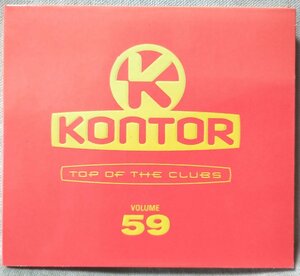 K
KONTOR
TOP OF THE CLUBS
VOLUME
59